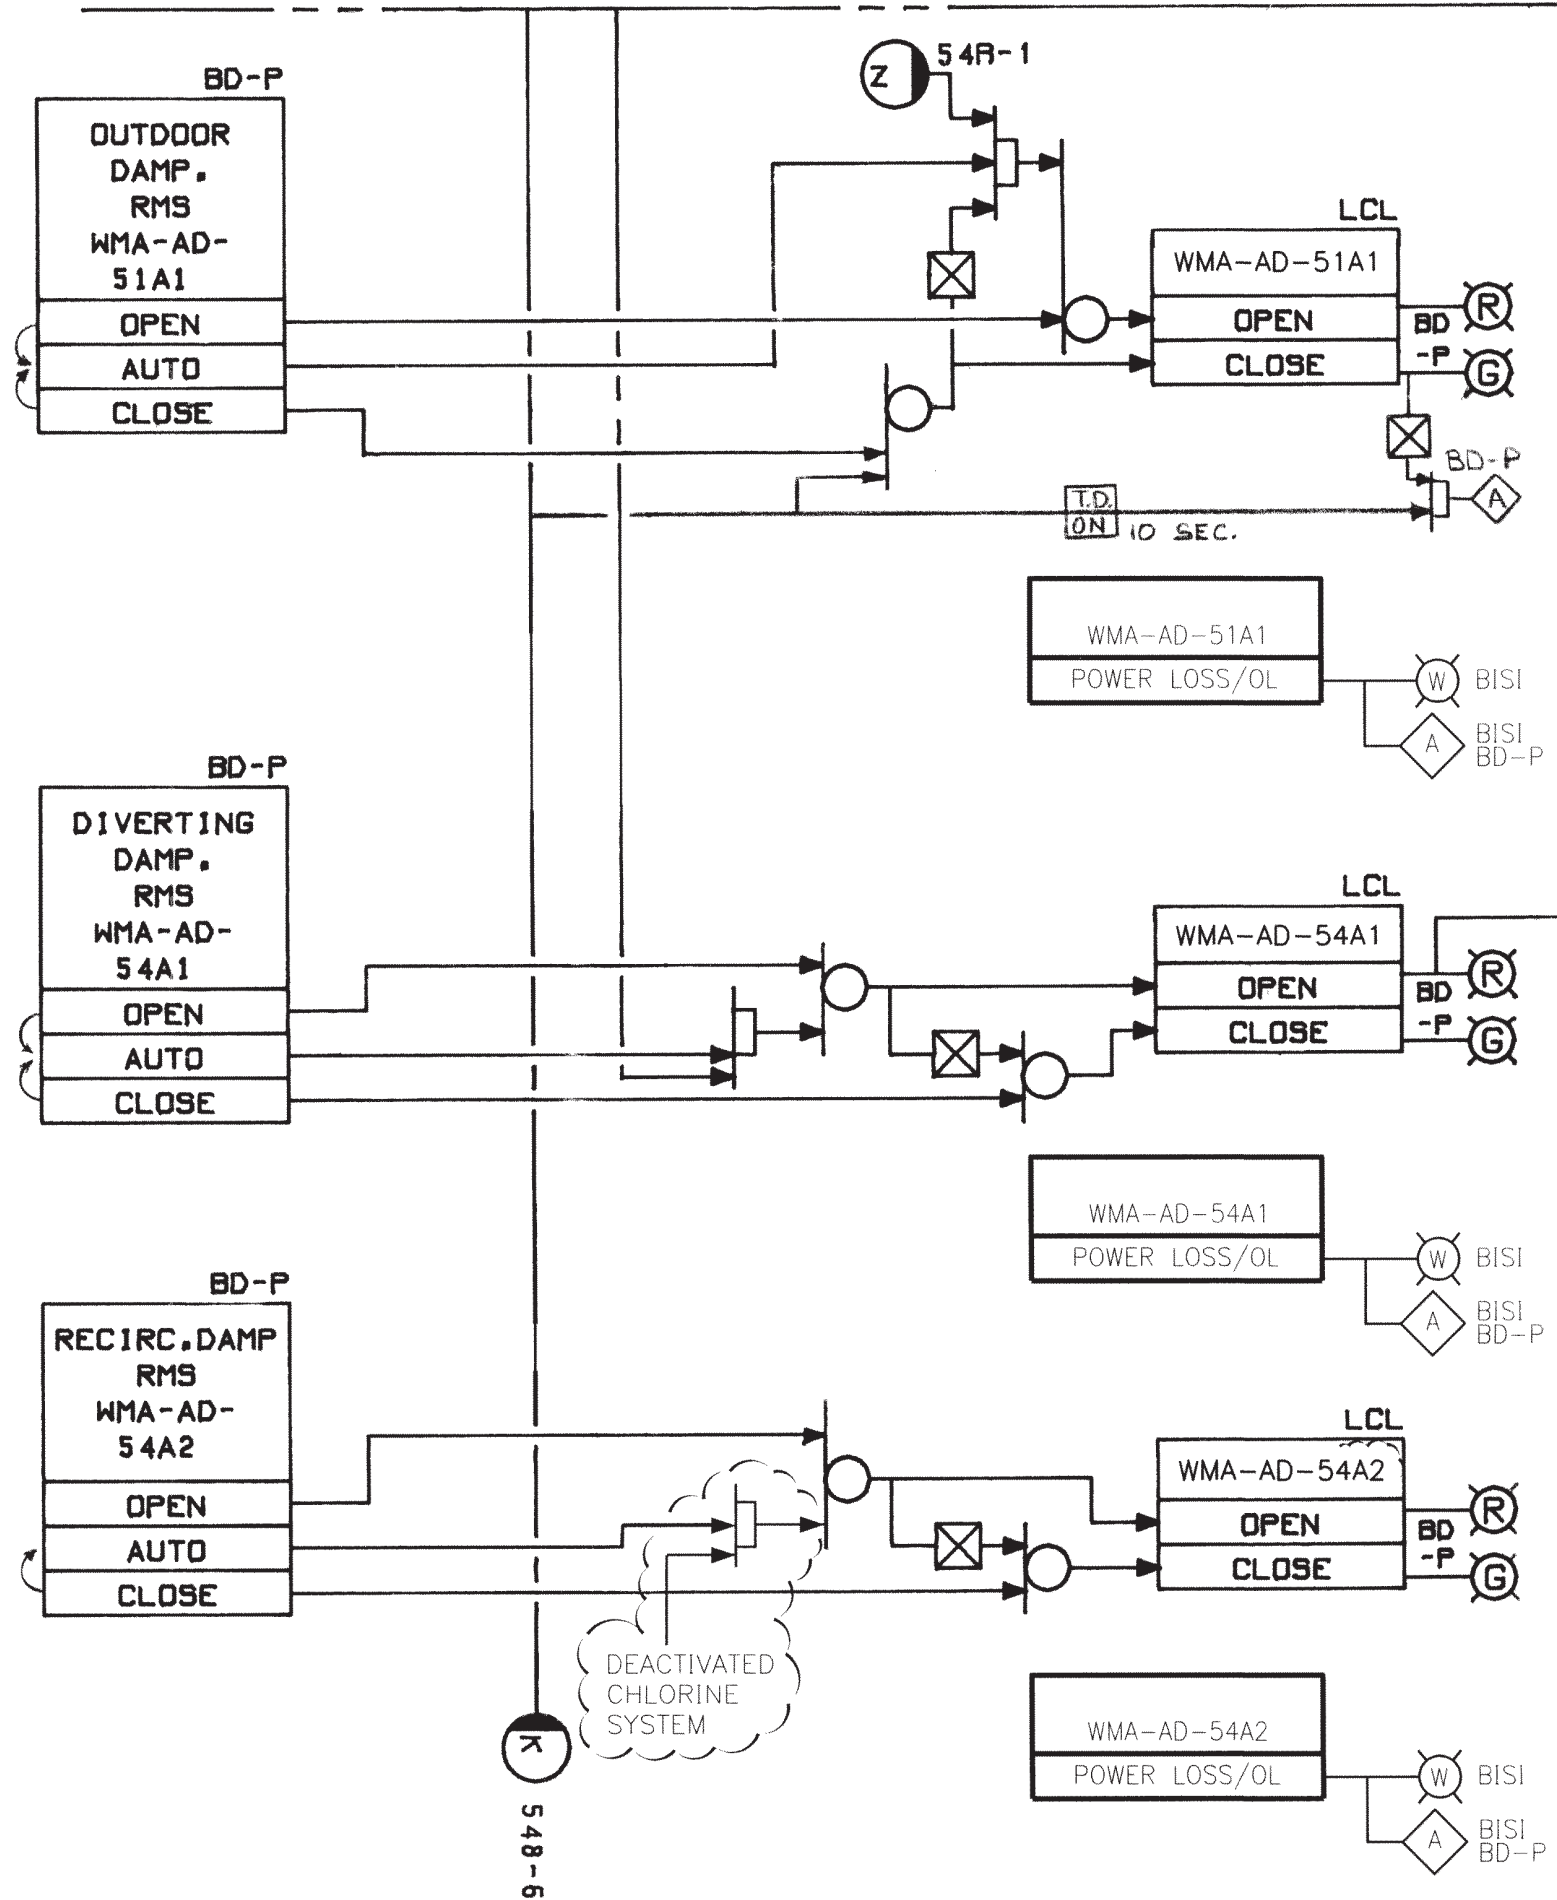 BD-P
OUTDOOR
DAMP.
RMS
WMA-AD-
51A1
OPEN
AUTO
CLOSE
Z
54R-1
LCL
WMA-AD-51A1
OPEN
CLOSE
R
BD
-P
G
BD-P
A
T.D.
ON
10 SEC.
WMA-AD-51A1
POWER LOSS/OL
W
BISI
A
BISI
BD-P
BD-P
DIVERTING
DAMP.
RMS
WMA-AD-
54A1
OPEN
AUTO
CLOSE
LCL
WMA-AD-54A1
OPEN
CLOSE
R
BD
-P
G
WMA-AD-54A1
POWER LOSS/OL
W
BISI
A
BISI
BD-P
BD-P
RECIRC.DAMP
RMS
WMA-AD-
54A2
OPEN
AUTO
CLOSE
LCL
WMA-AD-54A2
OPEN
CLOSE
R
BD
-P
G
DEACTIVATED
CHLORINE
SYSTEM
WMA-AD-54A2
POWER LOSS/OL
W
BISI
A
BISI
BD-P
K
548-6